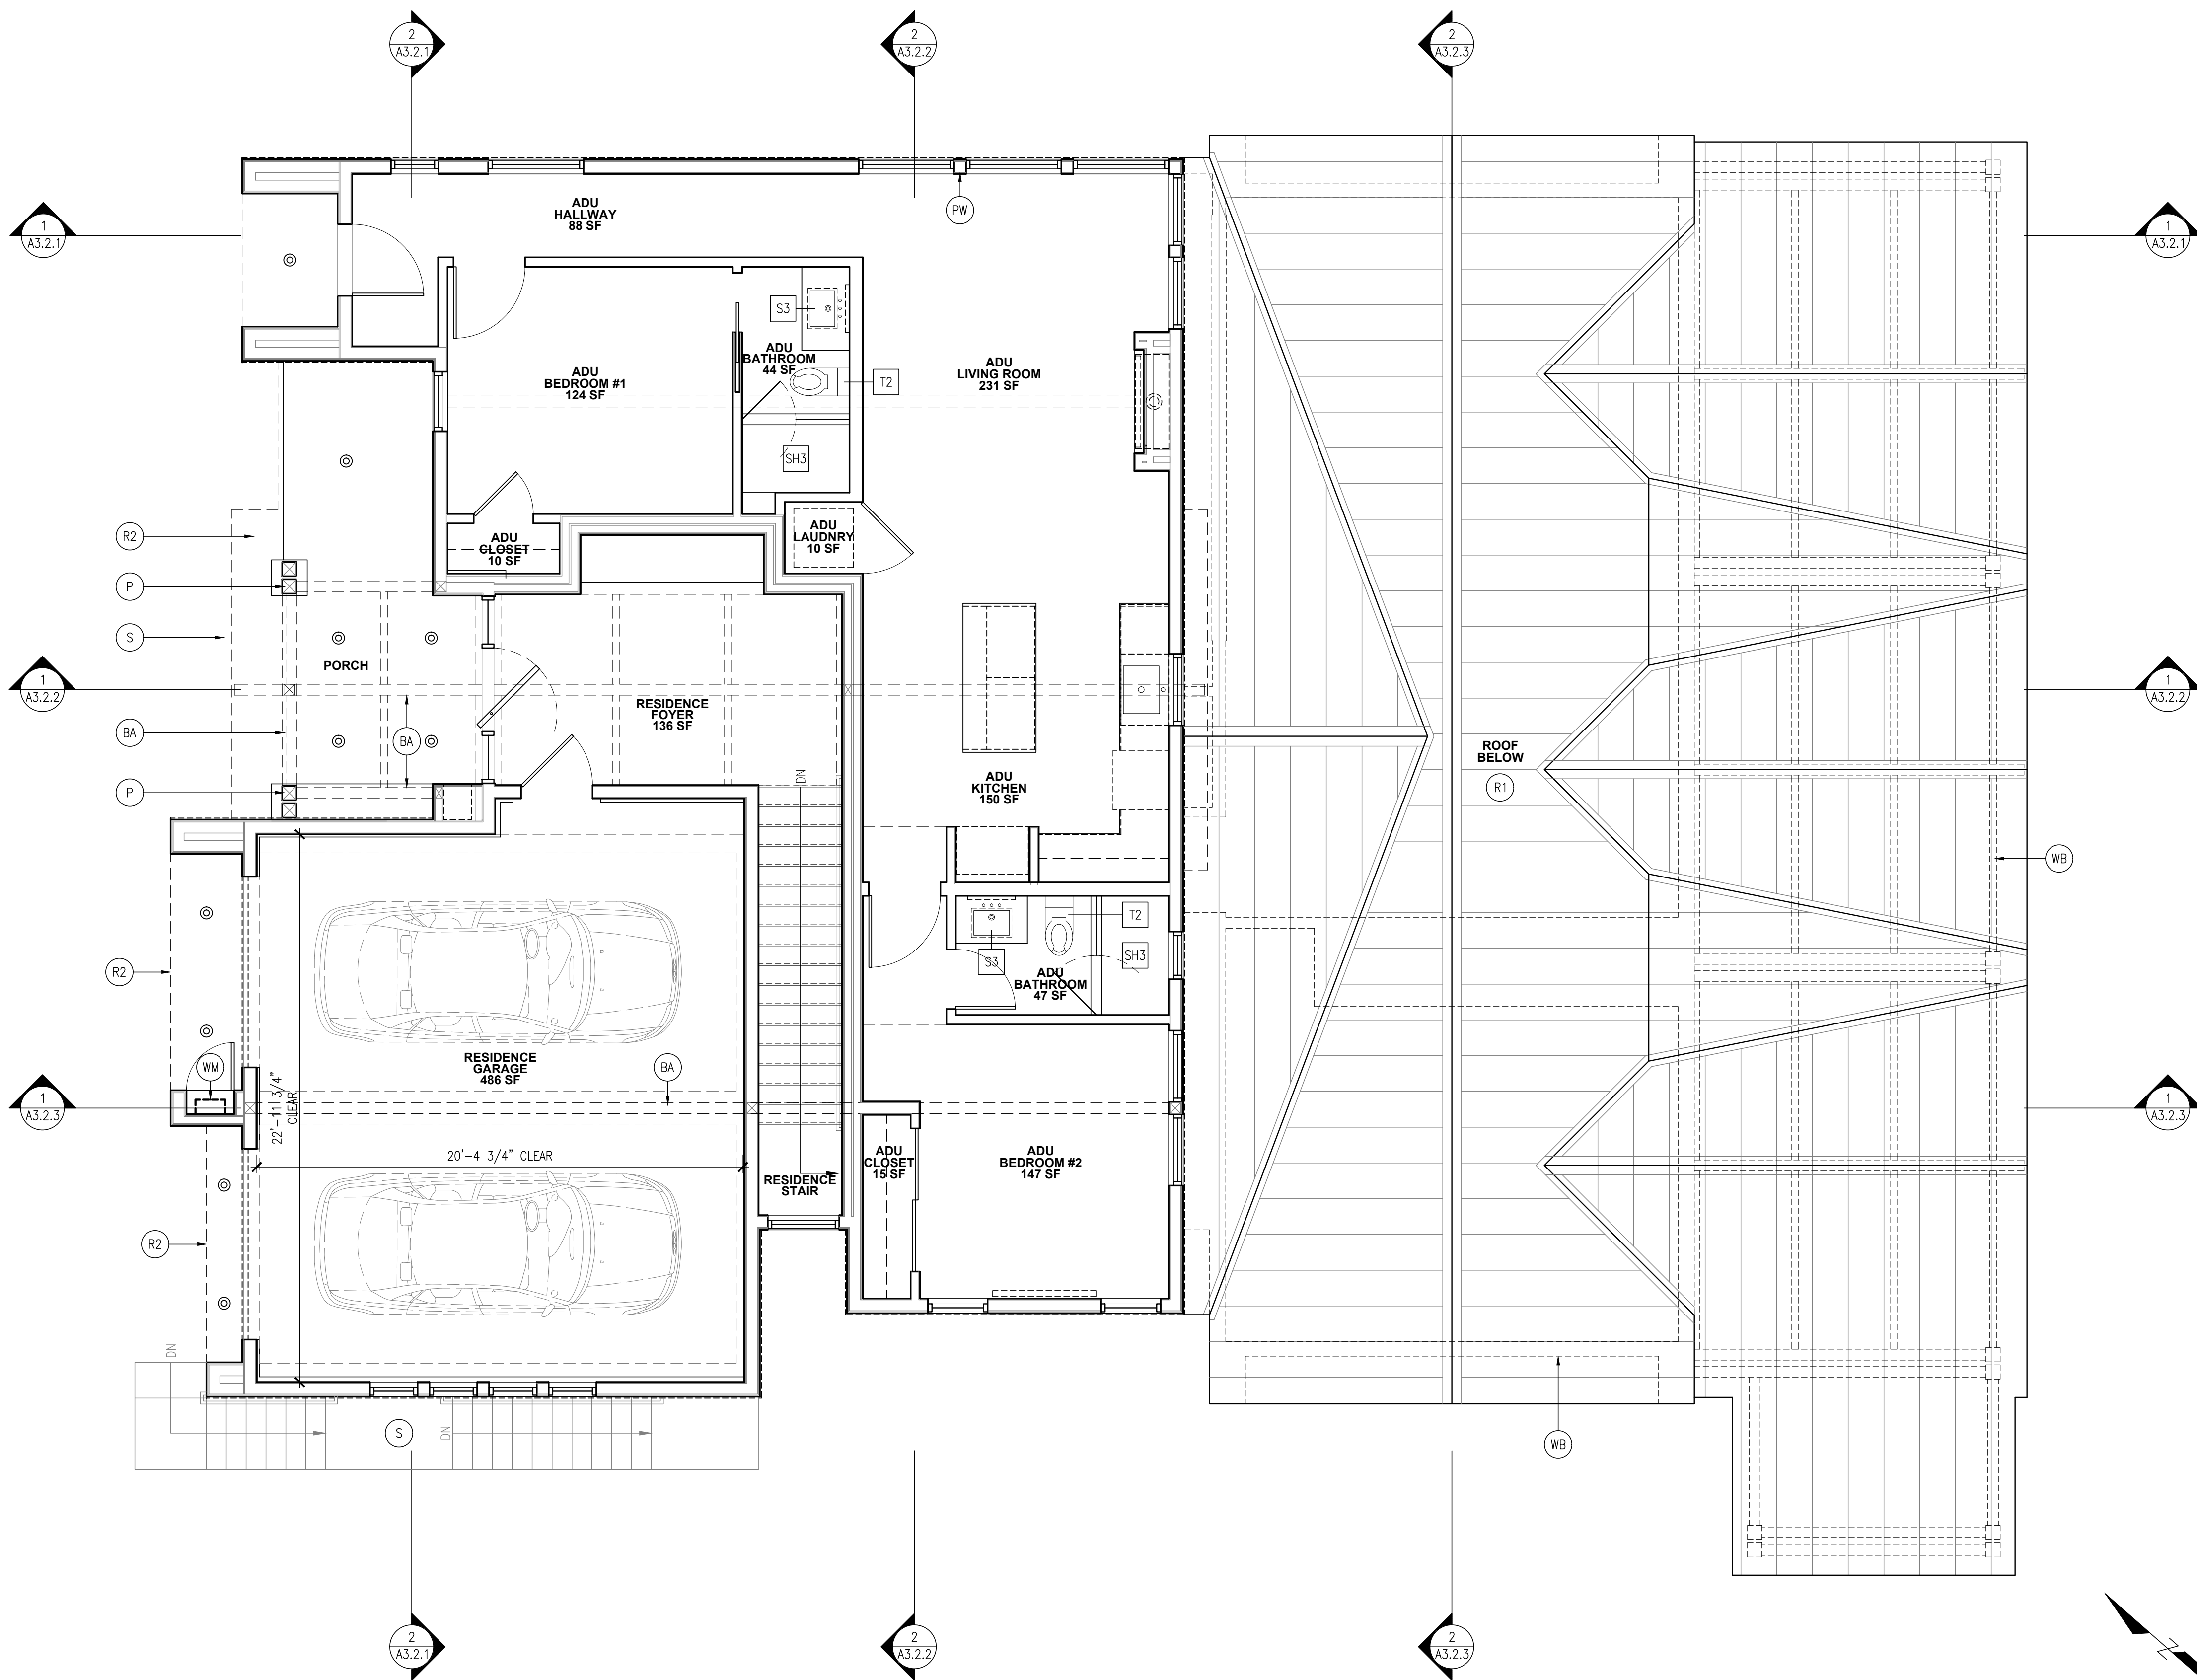 2
A3.2.1
2
A3.2.2
2
A3.2.3
ADU
HALLWAY
88 SF
PW
1
A3.2.1
1
A3.2.1
S3
ADU
BATHROOM
44 SF
T2
ADU
BEDROOM #1
124 SF
ADU
LIVING ROOM
231 SF
SH3
R2
ADU
CLOSET
10 SF
ADU
LAUDNRY
10 SF
P
S
PORCH
1
A3.2.2
RESIDENCE
FOYER
136 SF
1
A3.2.2
BA
BA
P
DN
ADU
KITCHEN
150 SF
ROOF
BELOW
R1
WB
R2
S3
T2
SH3
ADU
BATHROOM
47 SF
WM
RESIDENCE
GARAGE
486 SF
BA
1
A3.2.3
22'-11 3/4"
CLEAR
1
A3.2.3
20'-4 3/4" CLEAR
RESIDENCE
STAIR
ADU
CLOSET
15 SF
ADU
BEDROOM #2
147 SF
R2
DN
S
DN
WB
2
A3.2.1
2
A3.2.2
2
A3.2.3
N